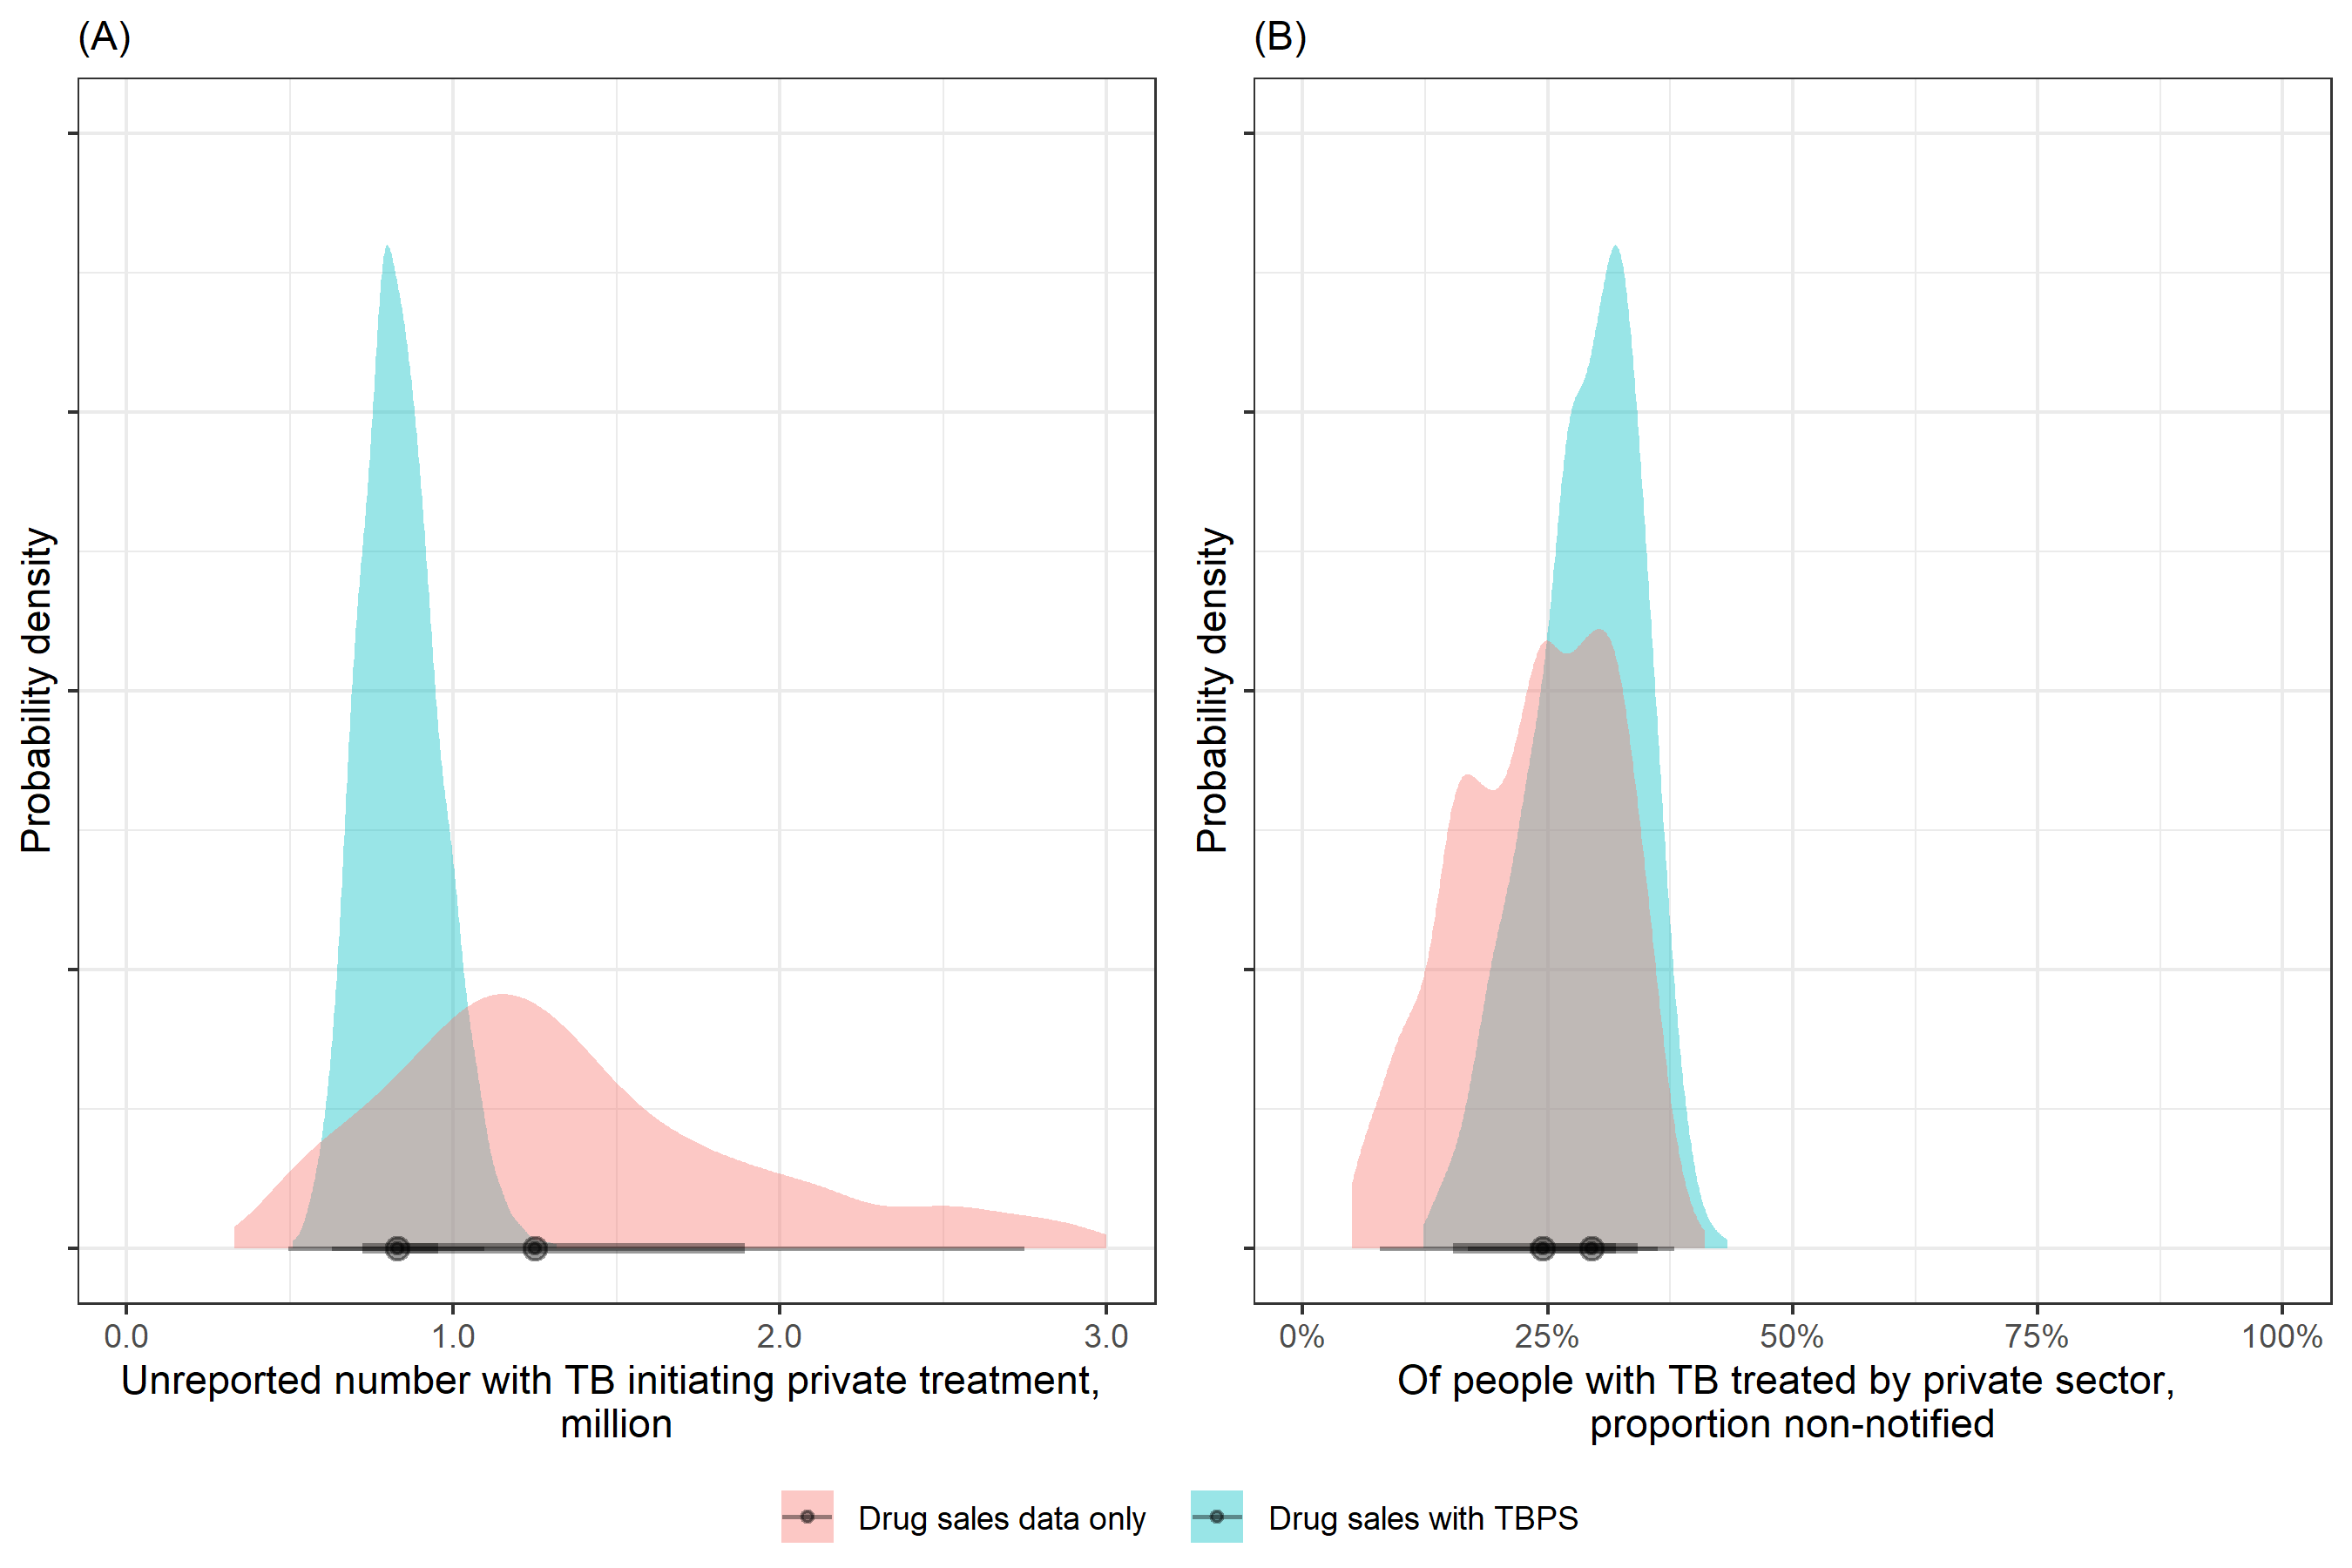 (A)
Probability density
0.0 1.0 2.0 3.0
Unreported number with TB initiating private treatment,
million
(B)
Probability density
0% 25% 50% 75% 100%
Of people with TB treated by private sector,
proportion non-notified
Drug sales data only
Drug sales with TBPS